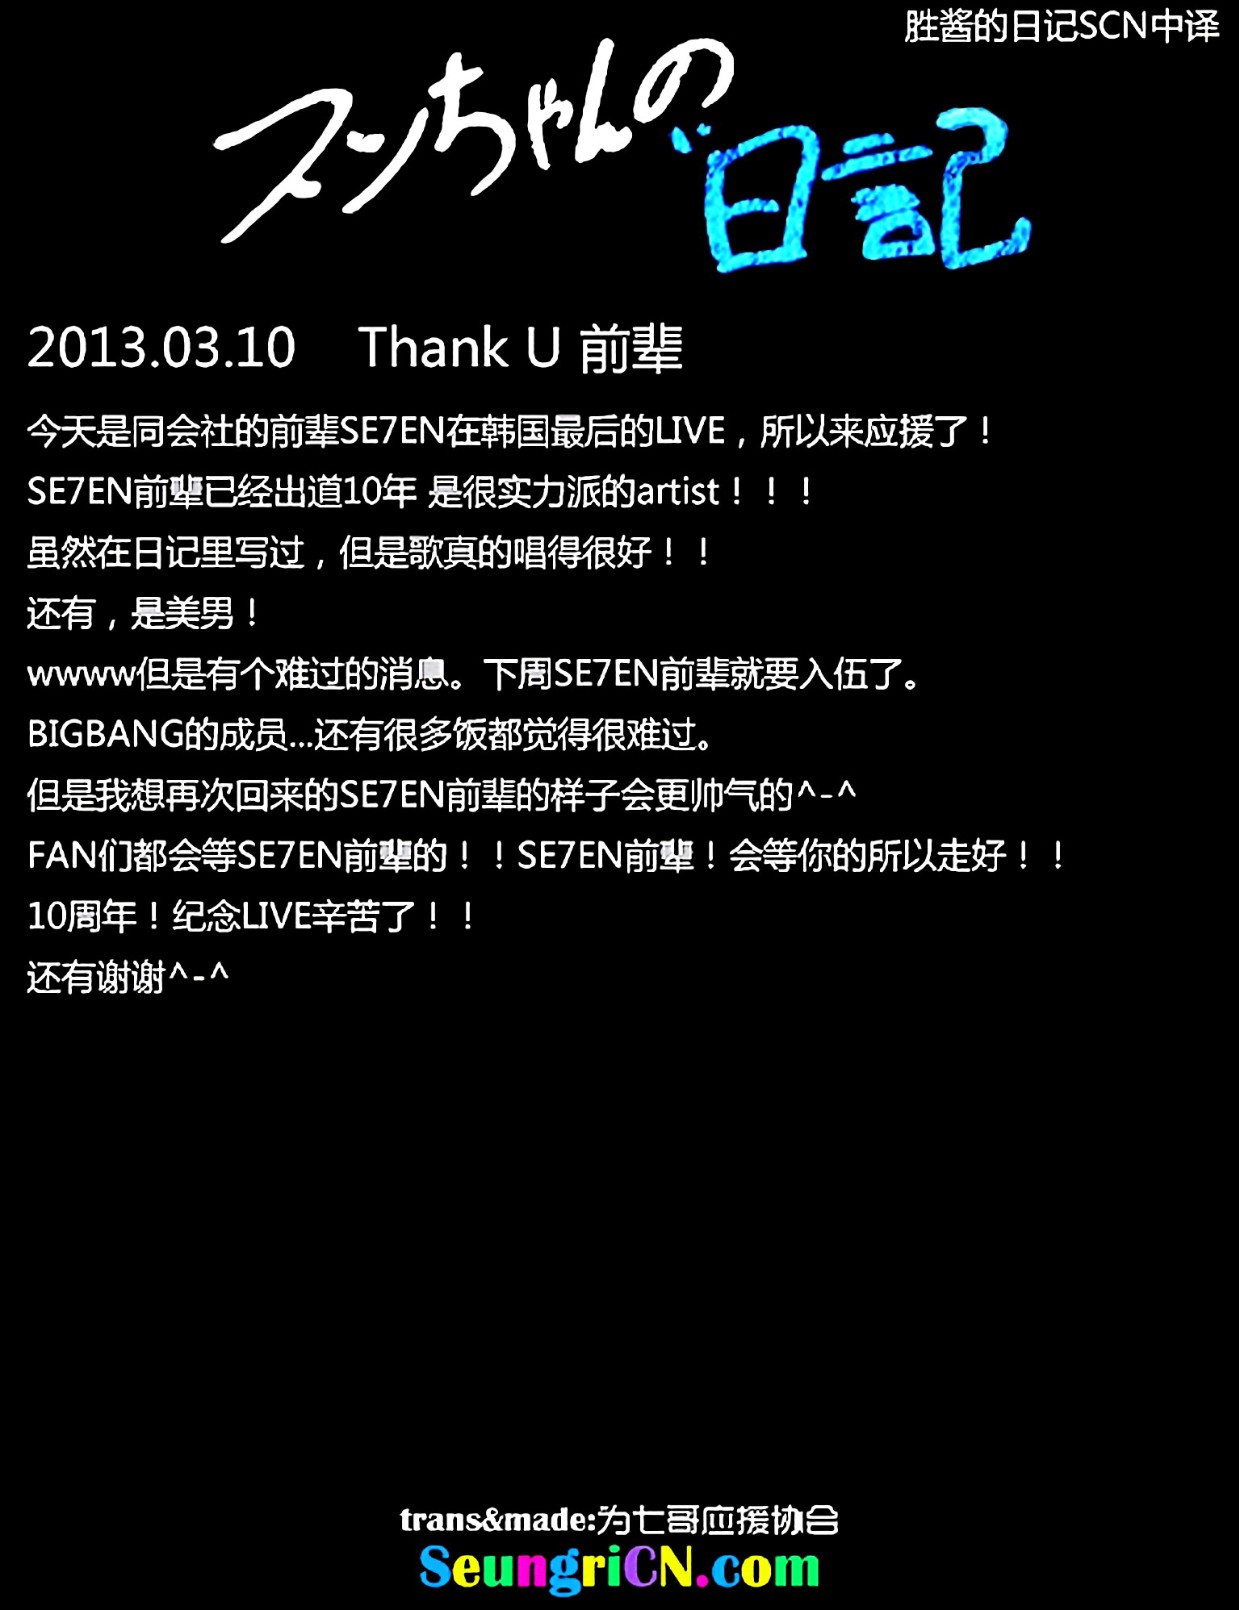 胜酱的日记SCN中译
スンちゃんの
日記
2013.03.10 Thank U 前辈
今天是同会社的前辈SE7EN在韩国最后的LIVE，所以来应援了！
SE7EN前辈已经出道10年 是很实力派的artist！！！
虽然在日记里写过，但是歌真的唱得很好！！
还有，是美男！
wwww但是有个难过的消息。下周SE7EN前辈就要入伍了。
BIGBANG的成员...还有很多饭都觉得很难过。
但是我想再次回来的SE7EN前辈的样子会更帅气的^-^
FAN们都会等SE7EN前辈的！！SE7EN前辈！会等你的所以走好！！
10周年！纪念LIVE辛苦了！！
还有谢谢^-^
trans&made:为七哥应援协会
SeungriCN.com